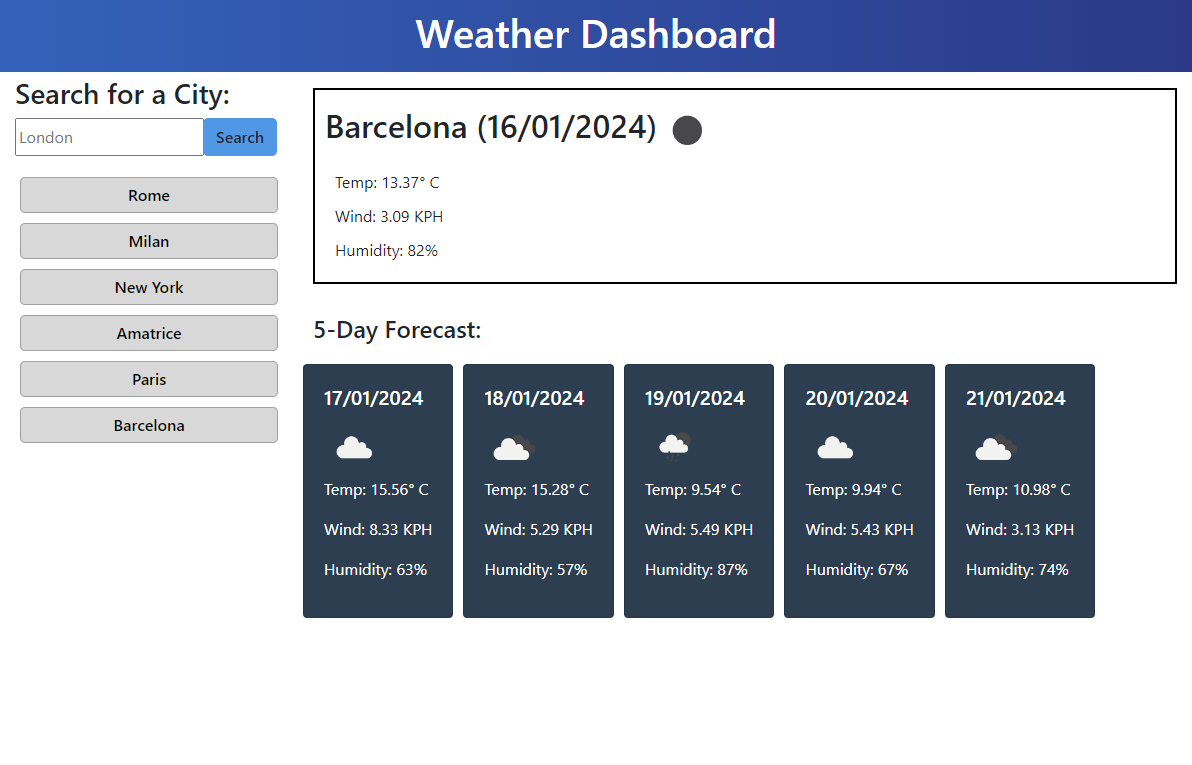 Weather Dashboard
Search for a City:
London
Search
Rome
Milan
New York
Amatrice
Paris
Barcelona
Barcelona (16/01/2024)
Temp: 13.37° C
Wind: 3.09 KPH
Humidity: 82%
5-Day Forecast:
17/01/2024
Temp: 15.56° C
Wind: 8.33 KPH
Humidity: 63%
18/01/2024
Temp: 15.28° C
Wind: 5.29 KPH
Humidity: 57%
19/01/2024
Temp: 9.54° C
Wind: 5.49 KPH
Humidity: 87%
20/01/2024
Temp: 9.94° C
Wind: 5.43 KPH
Humidity: 67%
21/01/2024
Temp: 10.98° C
Wind: 3.13 KPH
Humidity: 74%